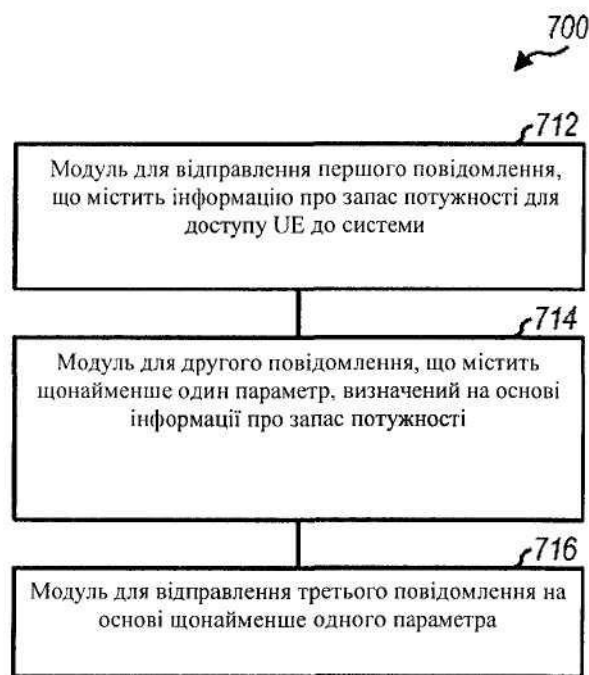 700
712
Модуль для відправлення першого повідомлення,
що містить інформацію про запас потужності для
доступу UE до системи
714
Модуль для другого повідомлення, що містить
щонайменше один параметр, визначений на основі
інформації про запас потужності
716
Модуль для відправлення третього повідомлення на
основі щонайменше одного параметра